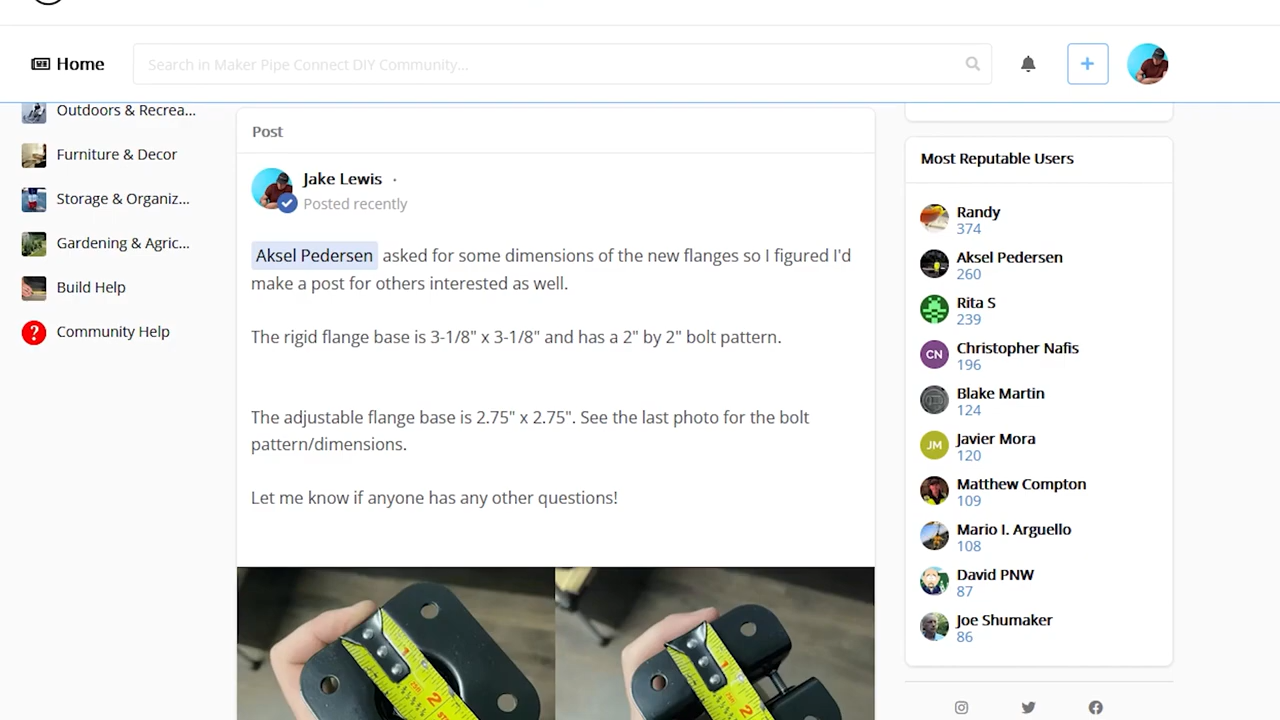 Home
Search in Maker Pipe Connect DIY Community...
Outdoors & Recrea...
Furniture & Decor
Storage & Organiz...
Gardening & Agric...
Build Help
? Community Help
Post
Jake Lewis ·
Posted recently
Aksel Pedersen asked for some dimensions of the new flanges so I figured I'd
make a post for others interested as well.
The rigid flange base is 3-1/8" x 3-1/8" and has a 2" by 2" bolt pattern.
The adjustable flange base is 2.75" x 2.75". See the last photo for the bolt
pattern/dimensions.
Let me know if anyone has any other questions!
1
2
1
2
Most Reputable Users
Randy
374
Aksel Pedersen
260
Rita S
239
CN Christopher Nafis
196
Blake Martin
124
JM Javier Mora
120
Matthew Compton
109
Mario I. Arguello
108
David PNW
87
Joe Shumaker
86